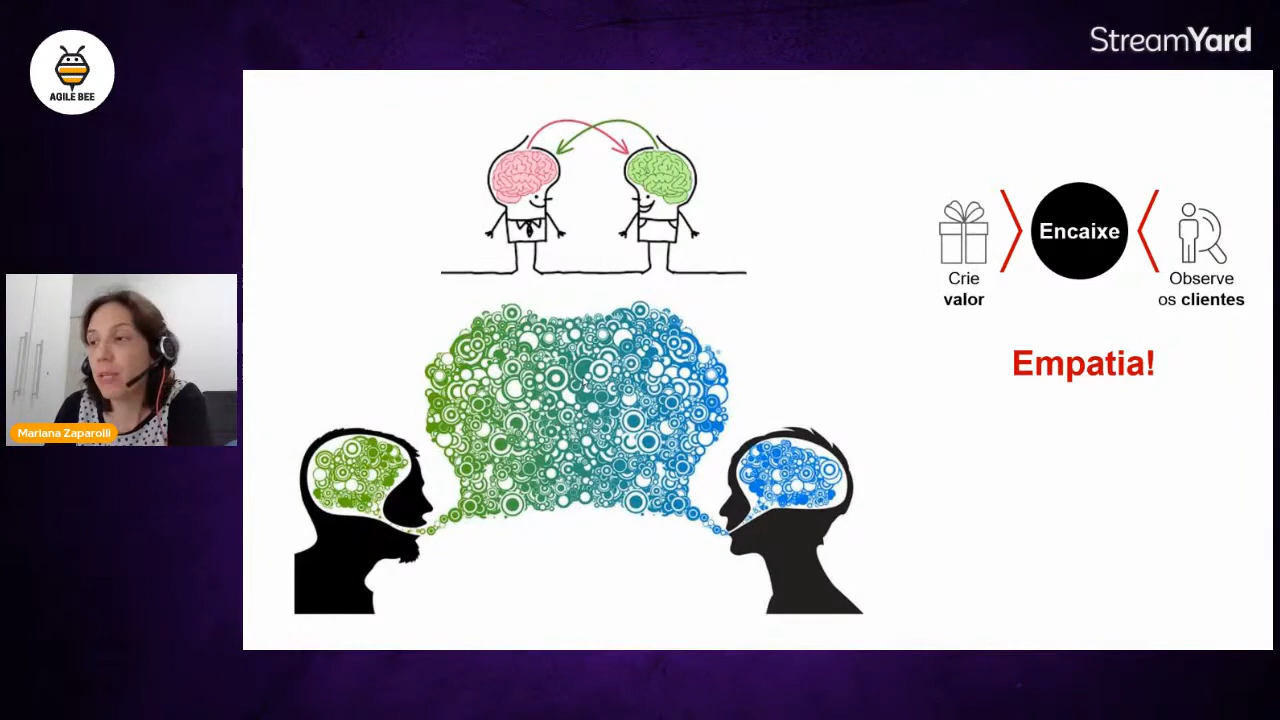 AGILE BEE
StreamYard
Encaixe
Crie
valor
Observe
os clientes
Empatia!
Mariana Zaparolli